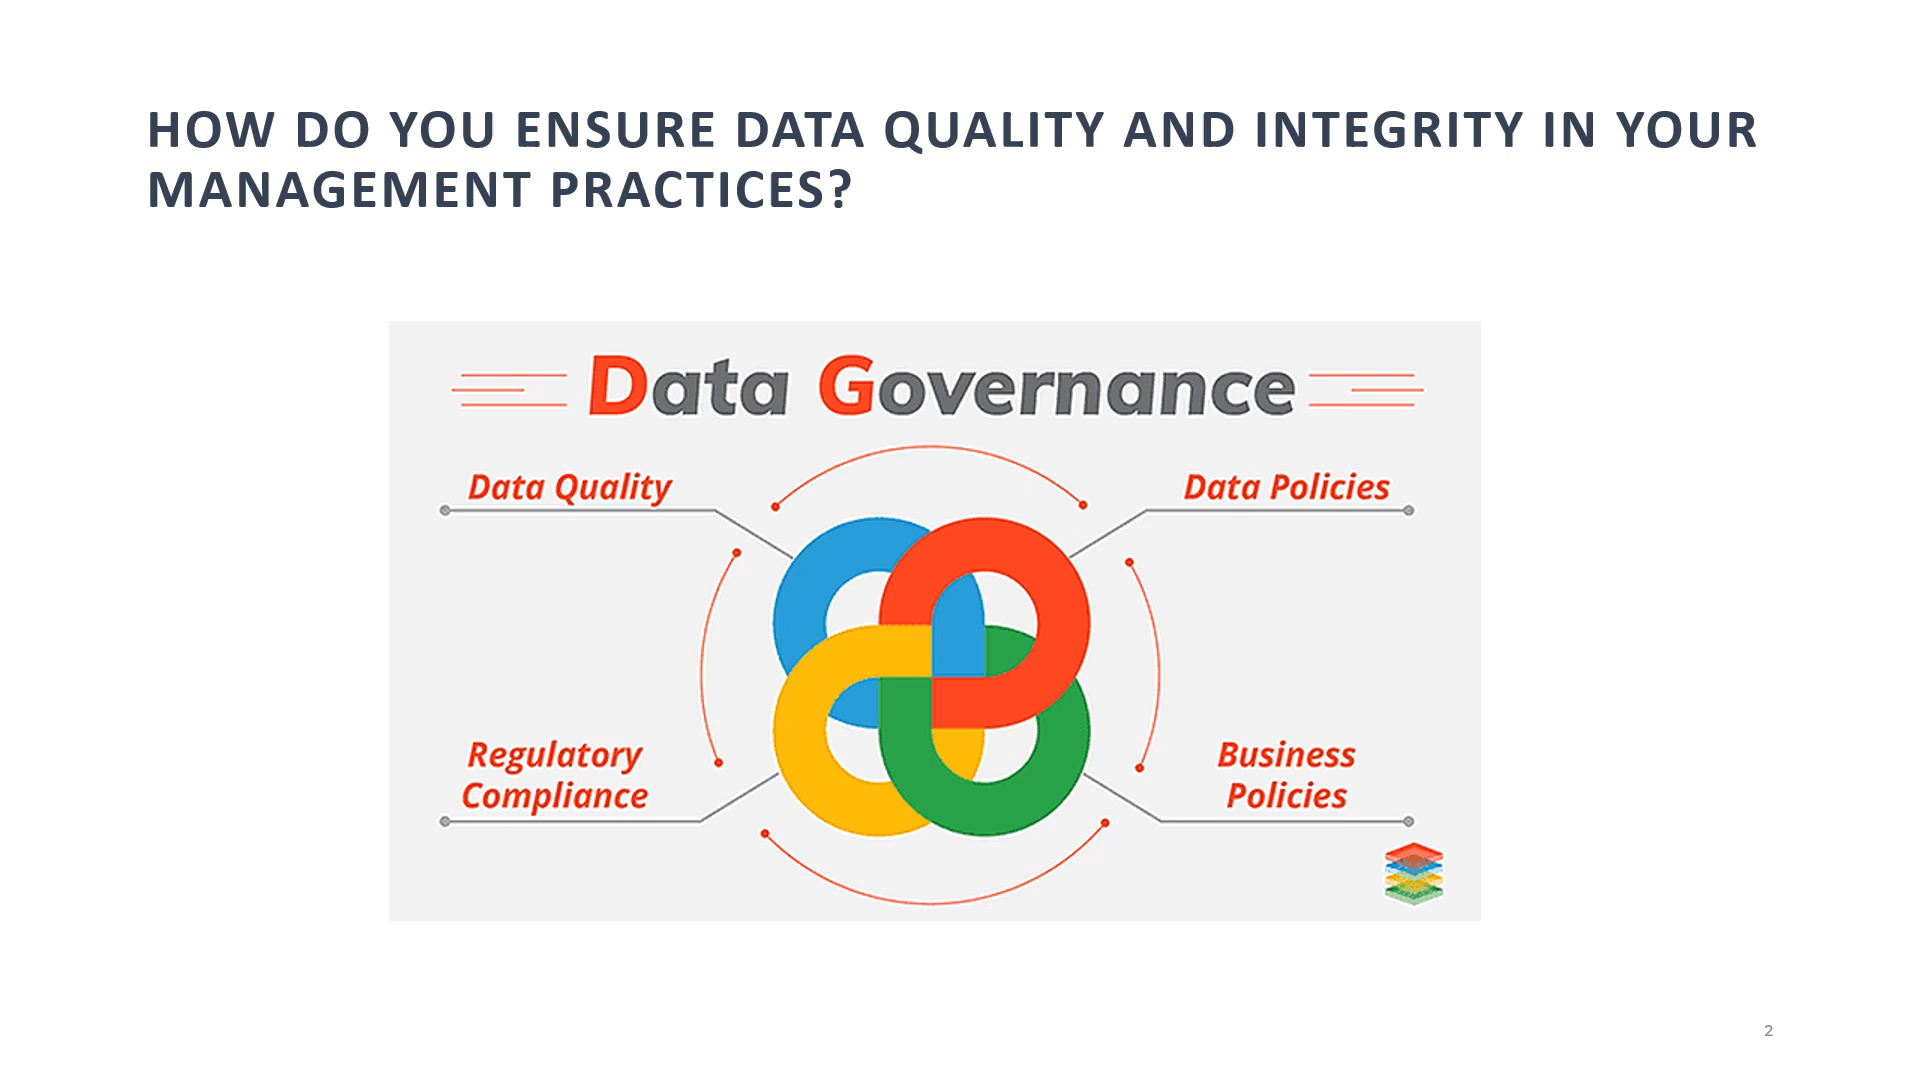 HOW DO YOU ENSURE DATA QUALITY AND INTEGRITY IN YOUR
MANAGEMENT PRACTICES?
Data Governance
Data Quality
Data Policies
Regulatory
Compliance
Business
Policies
2